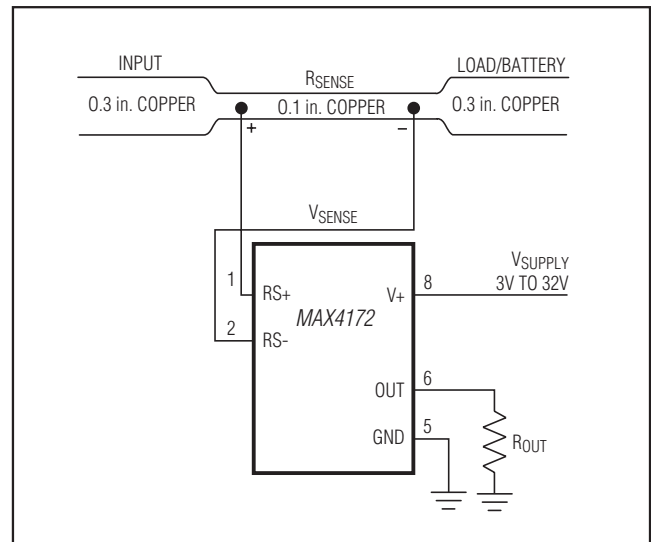 INPUT
RSENSE
LOAD/BATTERY
0.3 in. COPPER
0.1 in. COPPER
0.3 in. COPPER
+
–
VSENSE
VSUPPLY
3V TO 32V
1
RS+
V+
8
MAX4172
2
RS-
OUT
6
GND
5
ROUT